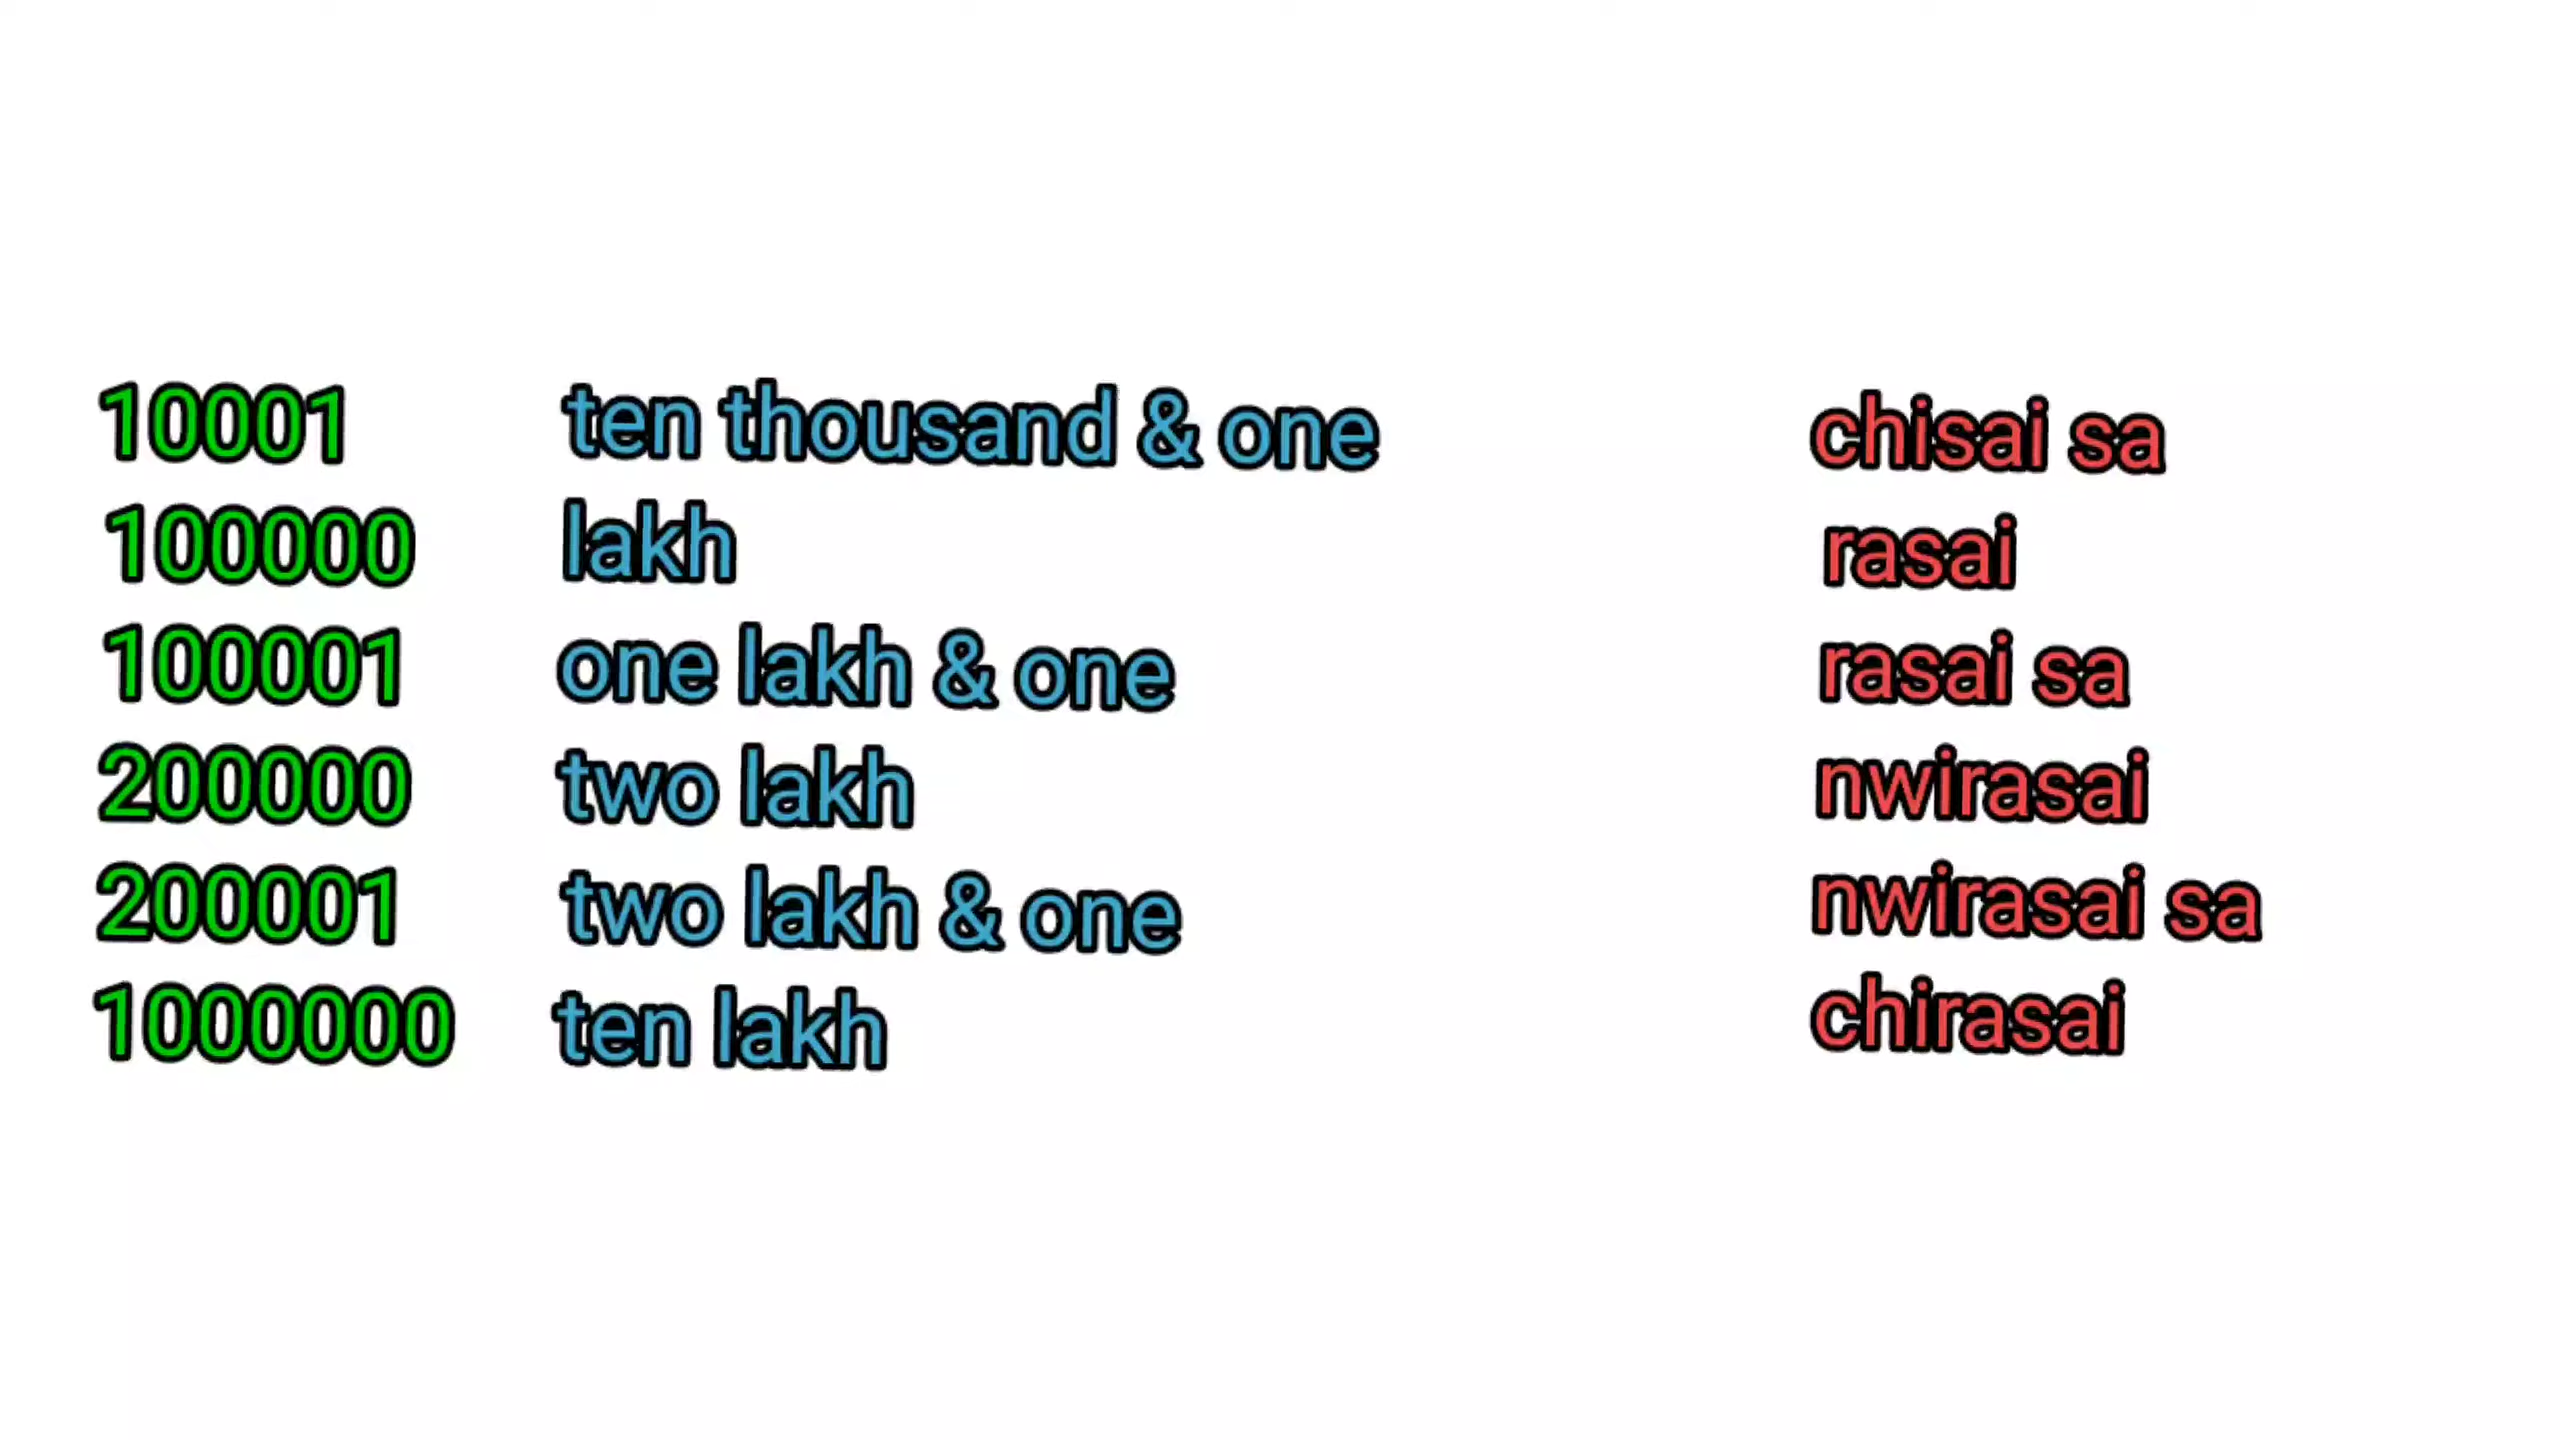 10001 ten thousand & one chisai sa
100000 lakh rasai
100001 one lakh & one rasai sa
200000 two lakh nwirasai
200001 two lakh & one nwirasai sa
1000000 ten lakh chirasai